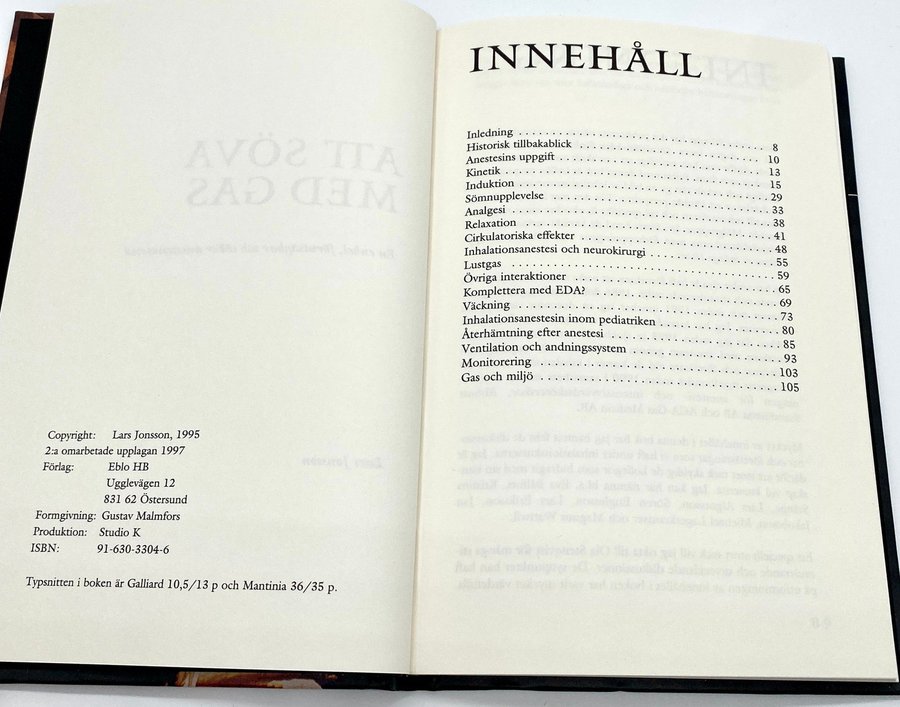 Copyright: Lars Jonsson, 1995
2:a omarbetade upplagan 1997
Förlag: Eblo HB
Ugglevägen 12
831 62 Östersund
Formgivning: Gustav Malmfors
Produktion: Studio K
ISBN: 91-630-3304-6
Typsnitten i boken är Galliard 10,5/13 p och Mantinia 36/35 p.
INNEHÅLL
Inledning 8
Historisk tillbakablick 10
Anestesins uppgift 13
Kinetik 15
Induktion 29
Sömnupplevelse 33
Analgesi 38
Relaxation 41
Cirkulatoriska effekter 48
Inhalationsanestesi och neurokirurgi 55
Lustgas 59
Övriga interaktioner 65
Komplettera med EDA? 69
Väckning 73
Inhalationsanestesin inom pediatriken 80
Återhämtning efter anestesi 85
Ventilation och andningssystem 93
Monitorering 103
Gas och miljö 105